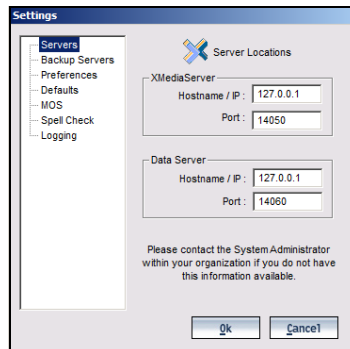 Settings
Servers
Backup Servers
Preferences
Defaults
MOS
Spell Check
Logging
Server Locations
XMediaServer
Hostname / IP : 127.0.0.1
Port : 14050
Data Server
Hostname / IP : 127.0.0.1
Port : 14060
Please contact the System Administrator
within your organization if you do not have
this information available.
Ok Cancel